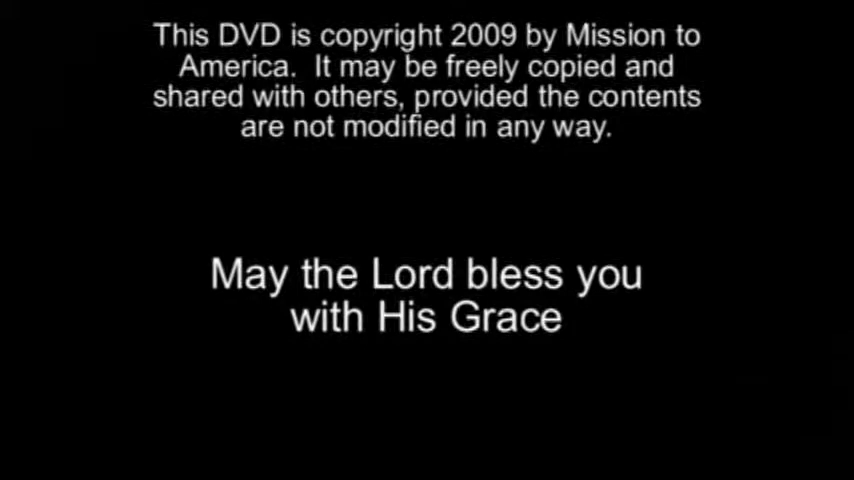 This DVD is copyright 2009 by Mission to
America.  It may be freely copied and
shared with others, provided the contents
are not modified in any way.
May the Lord bless you
with His Grace